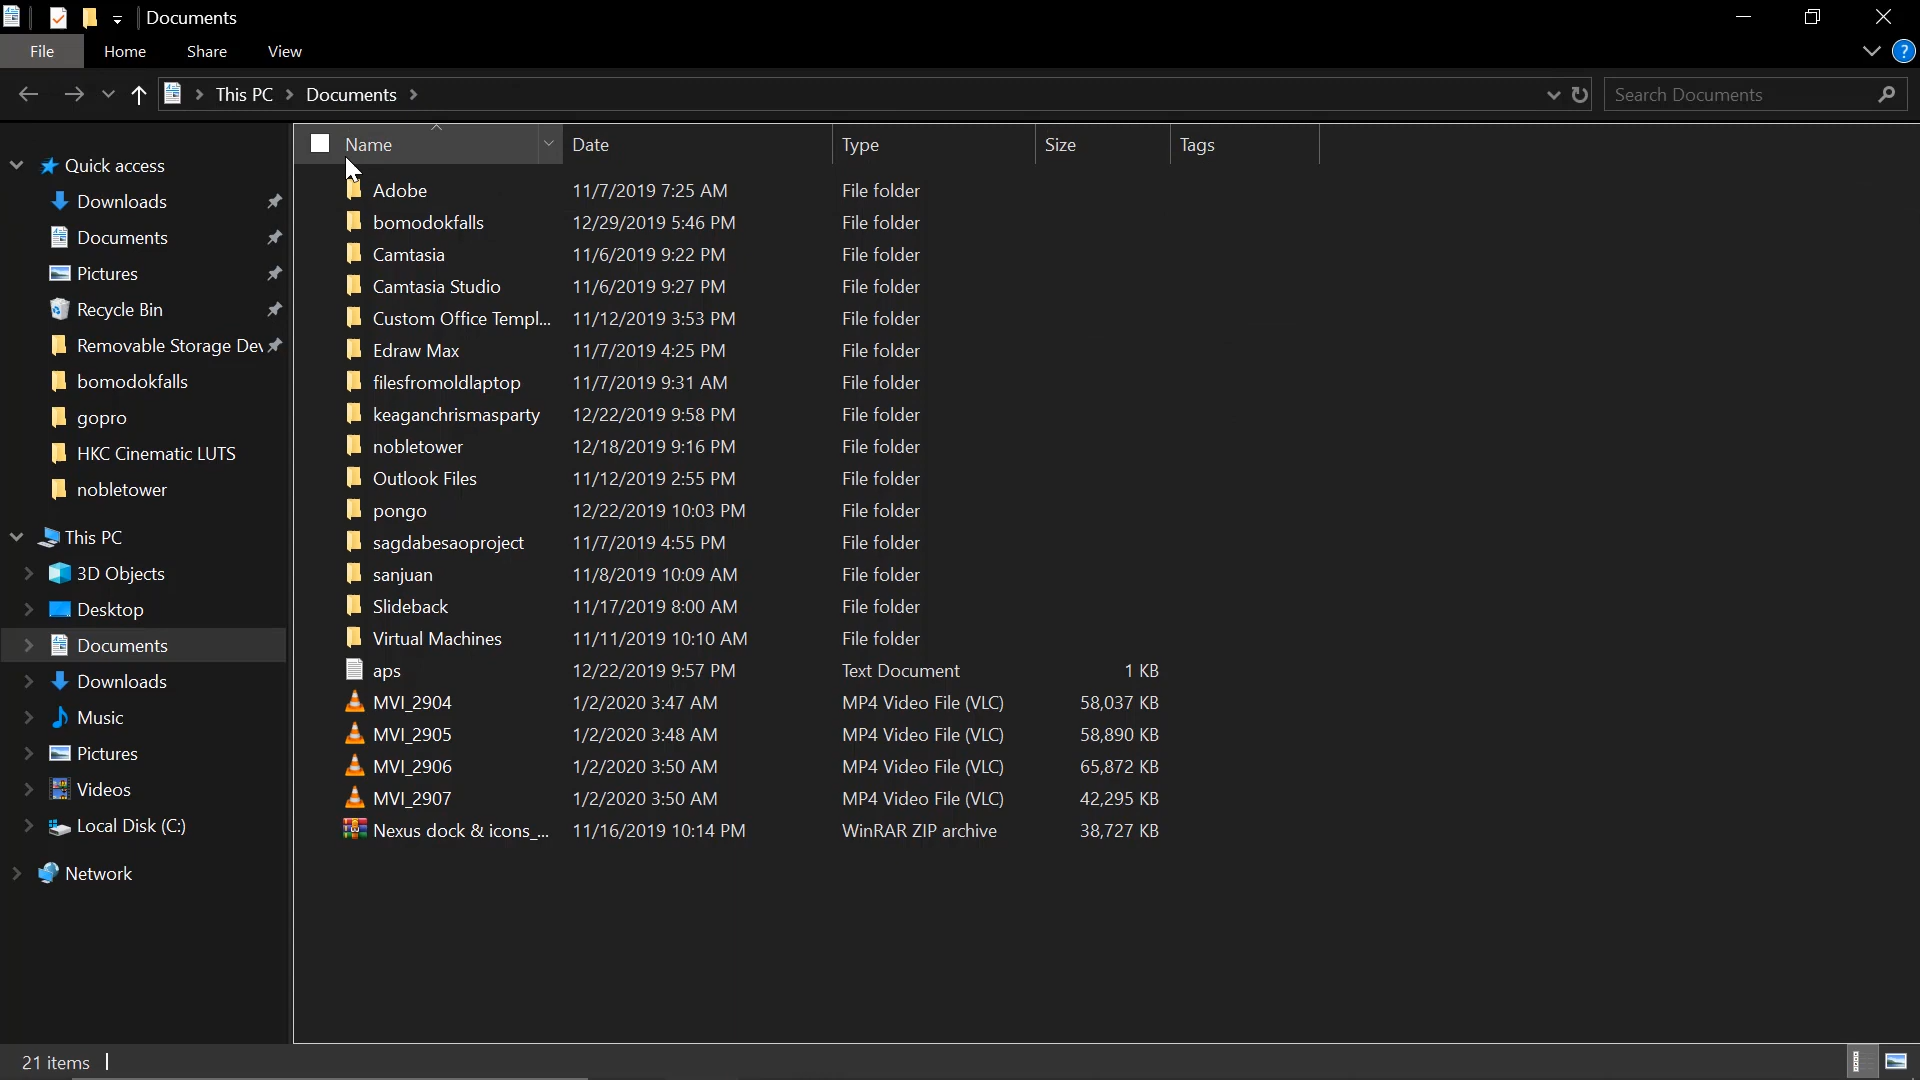 Documents
File Home Share View ?
This PC Documents
Search Documents
Name Date Type Size Tags
Quick access
Downloads
Documents
Pictures
Recycle Bin
Removable Storage Dev
bomodokfalls
gopro
HKC Cinematic LUTS
nobletower
This PC
3D Objects
Desktop
Documents
Downloads
Music
Pictures
Videos
Local Disk (C:)
Network
Adobe 11/7/2019 7:25 AM File folder
bomodokfalls 12/29/2019 5:46 PM File folder
Camtasia 11/6/2019 9:22 PM File folder
Camtasia Studio 11/6/2019 9:27 PM File folder
Custom Office Templ... 11/12/2019 3:53 PM File folder
Edraw Max 11/7/2019 4:25 PM File folder
filesfromoldlaptop 11/7/2019 9:31 AM File folder
keaganchrismasparty 12/22/2019 9:58 PM File folder
nobletower 12/18/2019 9:16 PM File folder
Outlook Files 11/12/2019 2:55 PM File folder
pongo 12/22/2019 10:03 PM File folder
sagdabesaoproject 11/7/2019 4:55 PM File folder
sanjuan 11/8/2019 10:09 AM File folder
Slideback 11/17/2019 8:00 AM File folder
Virtual Machines 11/11/2019 10:10 AM File folder
aps 12/22/2019 9:57 PM Text Document 1 KB
MVI_2904 1/2/2020 3:47 AM MP4 Video File (VLC) 58,037 KB
MVI_2905 1/2/2020 3:48 AM MP4 Video File (VLC) 58,890 KB
MVI_2906 1/2/2020 3:50 AM MP4 Video File (VLC) 65,872 KB
MVI_2907 1/2/2020 3:50 AM MP4 Video File (VLC) 42,295 KB
Nexus dock & icons_... 11/16/2019 10:14 PM WinRAR ZIP archive 38,727 KB
21 items